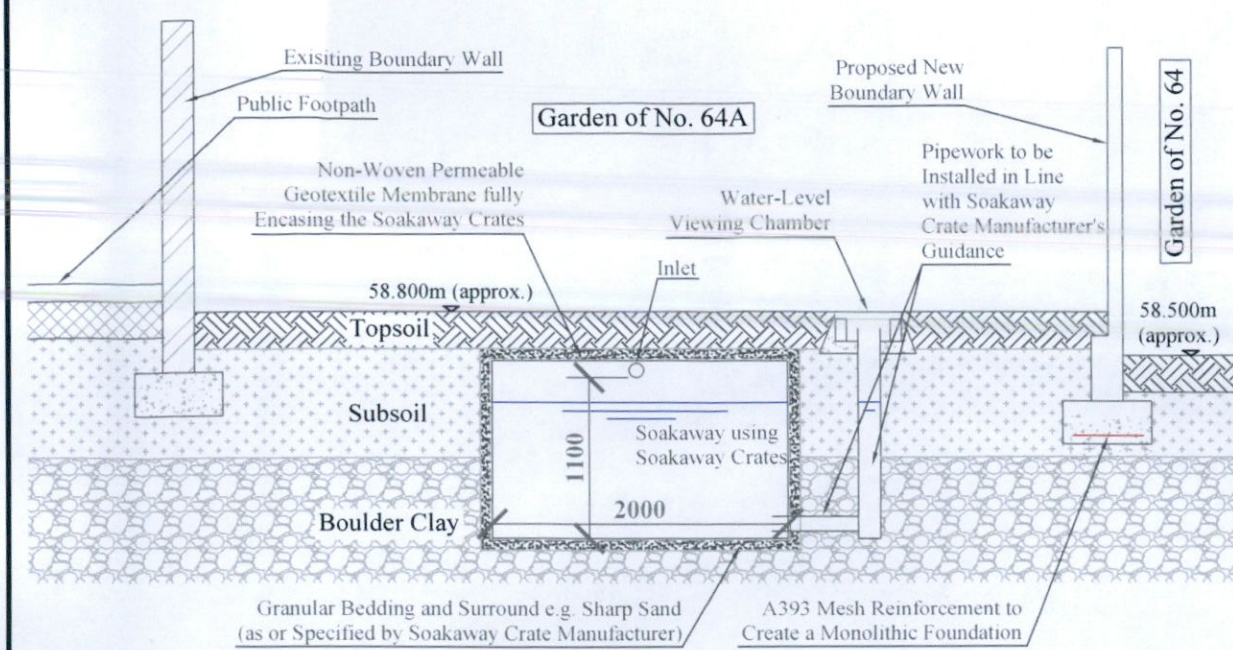 Exisiting Boundary Wall
Public Footpath
Garden of No. 64A
Proposed New
Boundary Wall
Garden of No. 64
Non-Woven Permeable
Geotextile Membrane fully
Encasing the Soakaway Crates
Water-Level
Viewing Chamber
Pipework to be
Installed in Line
with Soakaway
Crate Manufacturer's
Guidance
Inlet
58.800m (approx.)
58.500m
(approx.)
Topsoil
Subsoil
Soakaway using
Soakaway Crates
1100
2000
Boulder Clay
Granular Bedding and Surround e.g. Sharp Sand
(as or Specified by Soakaway Crate Manufacturer)
A393 Mesh Reinforcement to
Create a Monolithic Foundation